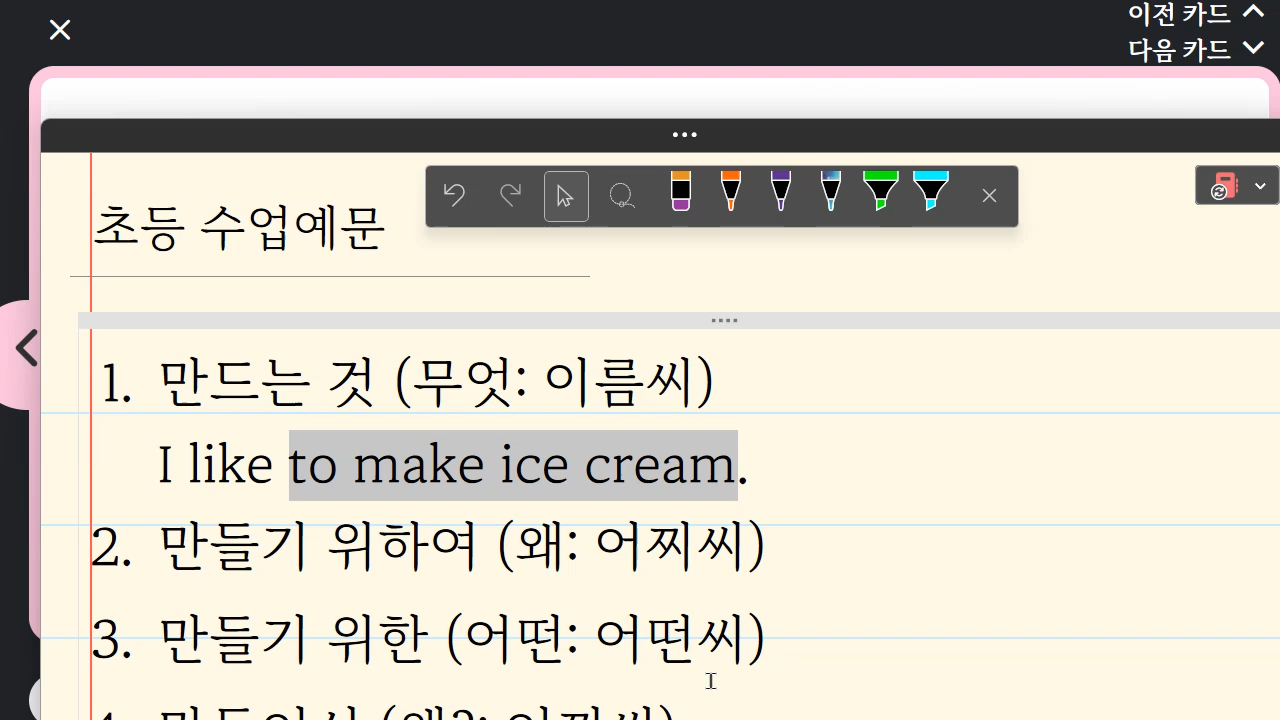 이전 카드
다음 카드
초등 수업예문
1. 만드는 것 (무엇: 이름씨)
I like to make ice cream.
2. 만들기 위하여 (왜: 어찌씨)
3. 만들기 위한 (어떤: 어떤씨)